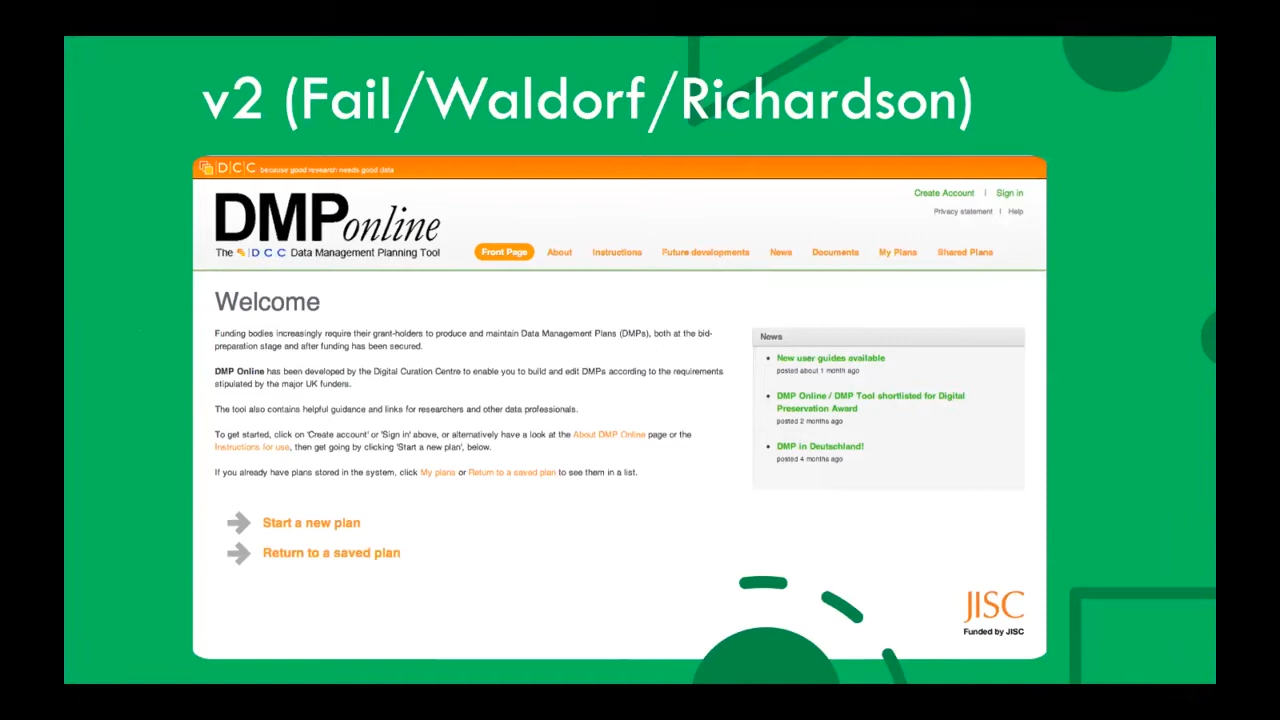 v2 (Fail/Waldorf/Richardson)
D C C because good research needs good data
Create Account | Sign in
Privacy statement | Help
DMPonline
The D C C Data Management Planning Tool
Front Page About Instructions Future developments News Documents My Plans Shared Plans
Welcome
Funding bodies increasingly require their grant-holders to produce and maintain Data Management Plans (DMPs), both at the bid-
preparation stage and after funding has been secured.
DMP Online has been developed by the Digital Curation Centre to enable you to build and edit DMPs according to the requirements
stipulated by the major UK funders.
The tool also contains helpful guidance and links for researchers and other data professionals.
To get started, click on 'Create account' or 'Sign in' above, or alternatively have a look at the About DMP Online page or the
Instructions for use, then get going by clicking 'Start a new plan', below.
If you already have plans stored in the system, click My plans or Return to a saved plan to see them in a list.
Start a new plan
Return to a saved plan
News
New user guides available
posted about 1 month ago
DMP Online / DMP Tool shortlisted for Digital
Preservation Award
posted 2 months ago
DMP in Deutschland!
posted 4 months ago
JISC
Funded by JISC